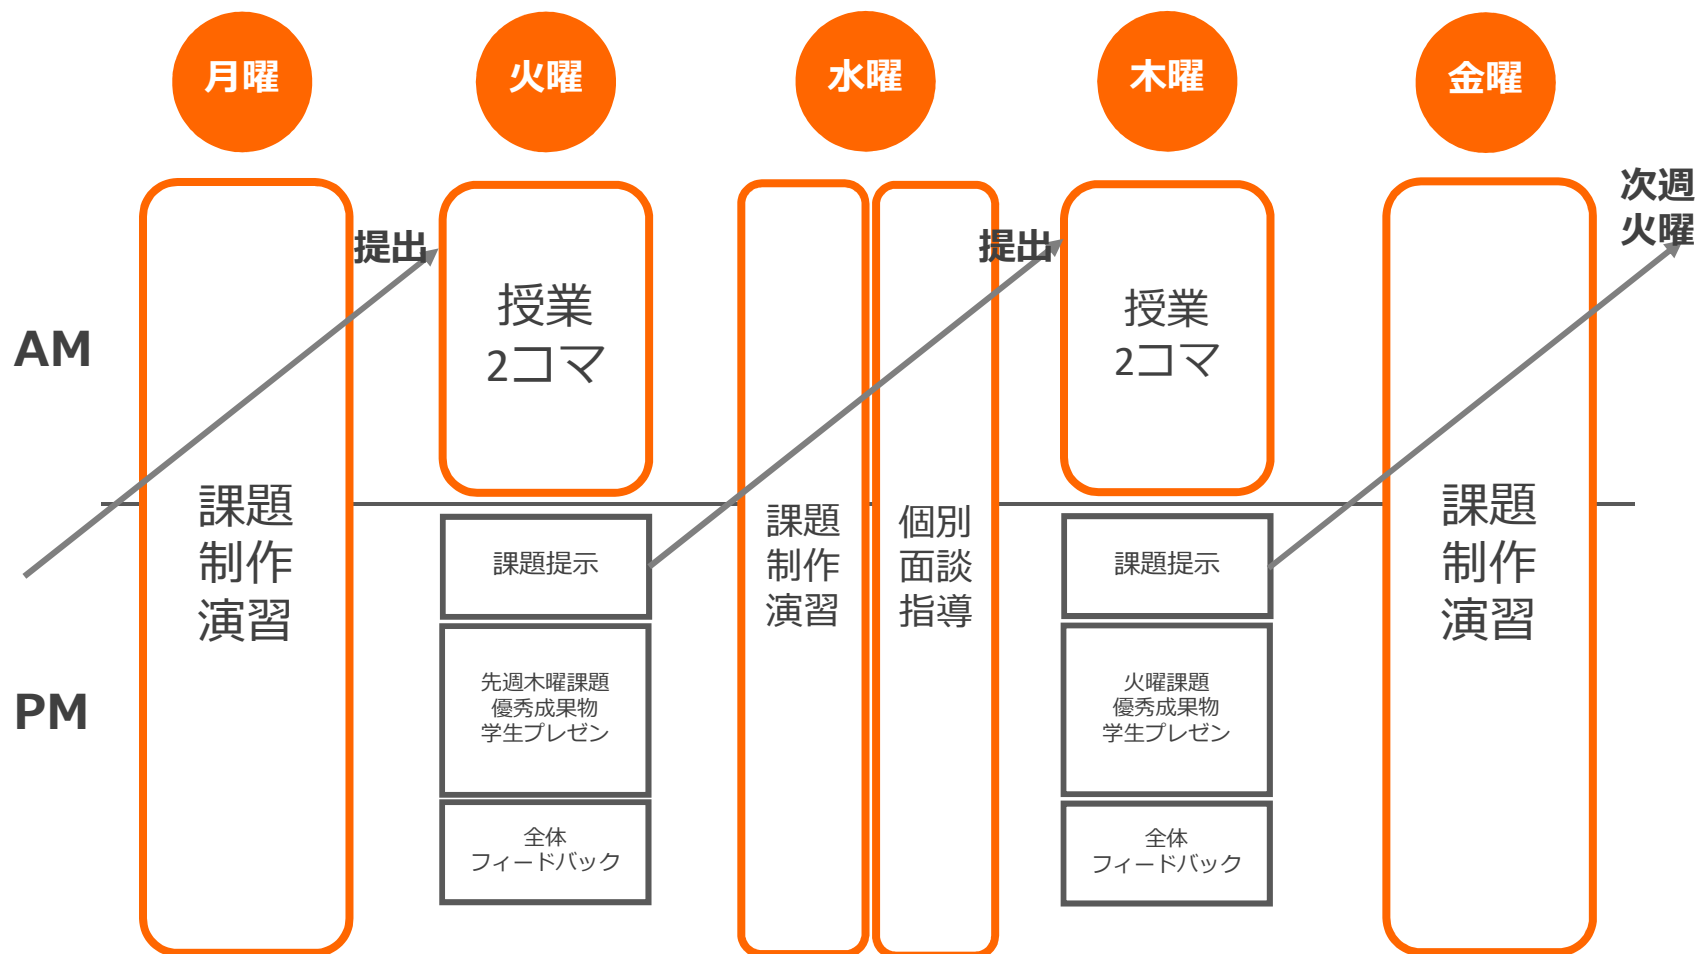 月曜
火曜
水曜
木曜
金曜
次週
火曜
提出
提出
AM
PM
課題
制作
演習
授業
2コマ
課題提示
先週木曜課題
優秀成果物
学生プレゼン
全体
フィードバック
課題
制作
演習
個別
面談
指導
授業
2コマ
課題提示
火曜課題
優秀成果物
学生プレゼン
全体
フィードバック
課題
制作
演習